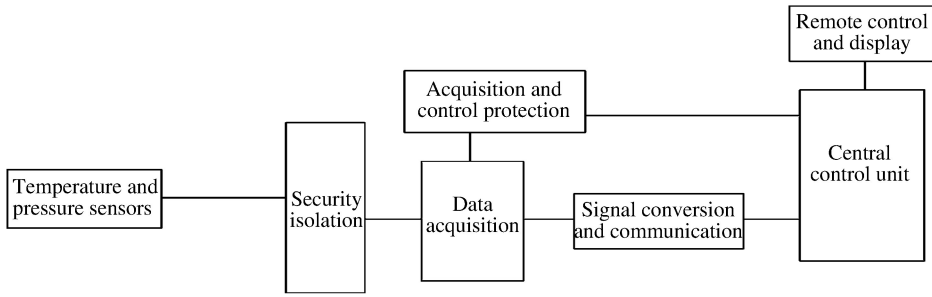 Remote control
and display
Acquisition and
control protection
Central
control unit
Temperature and
pressure sensors
Security
isolation
Data
acquisition
Signal conversion
and communication